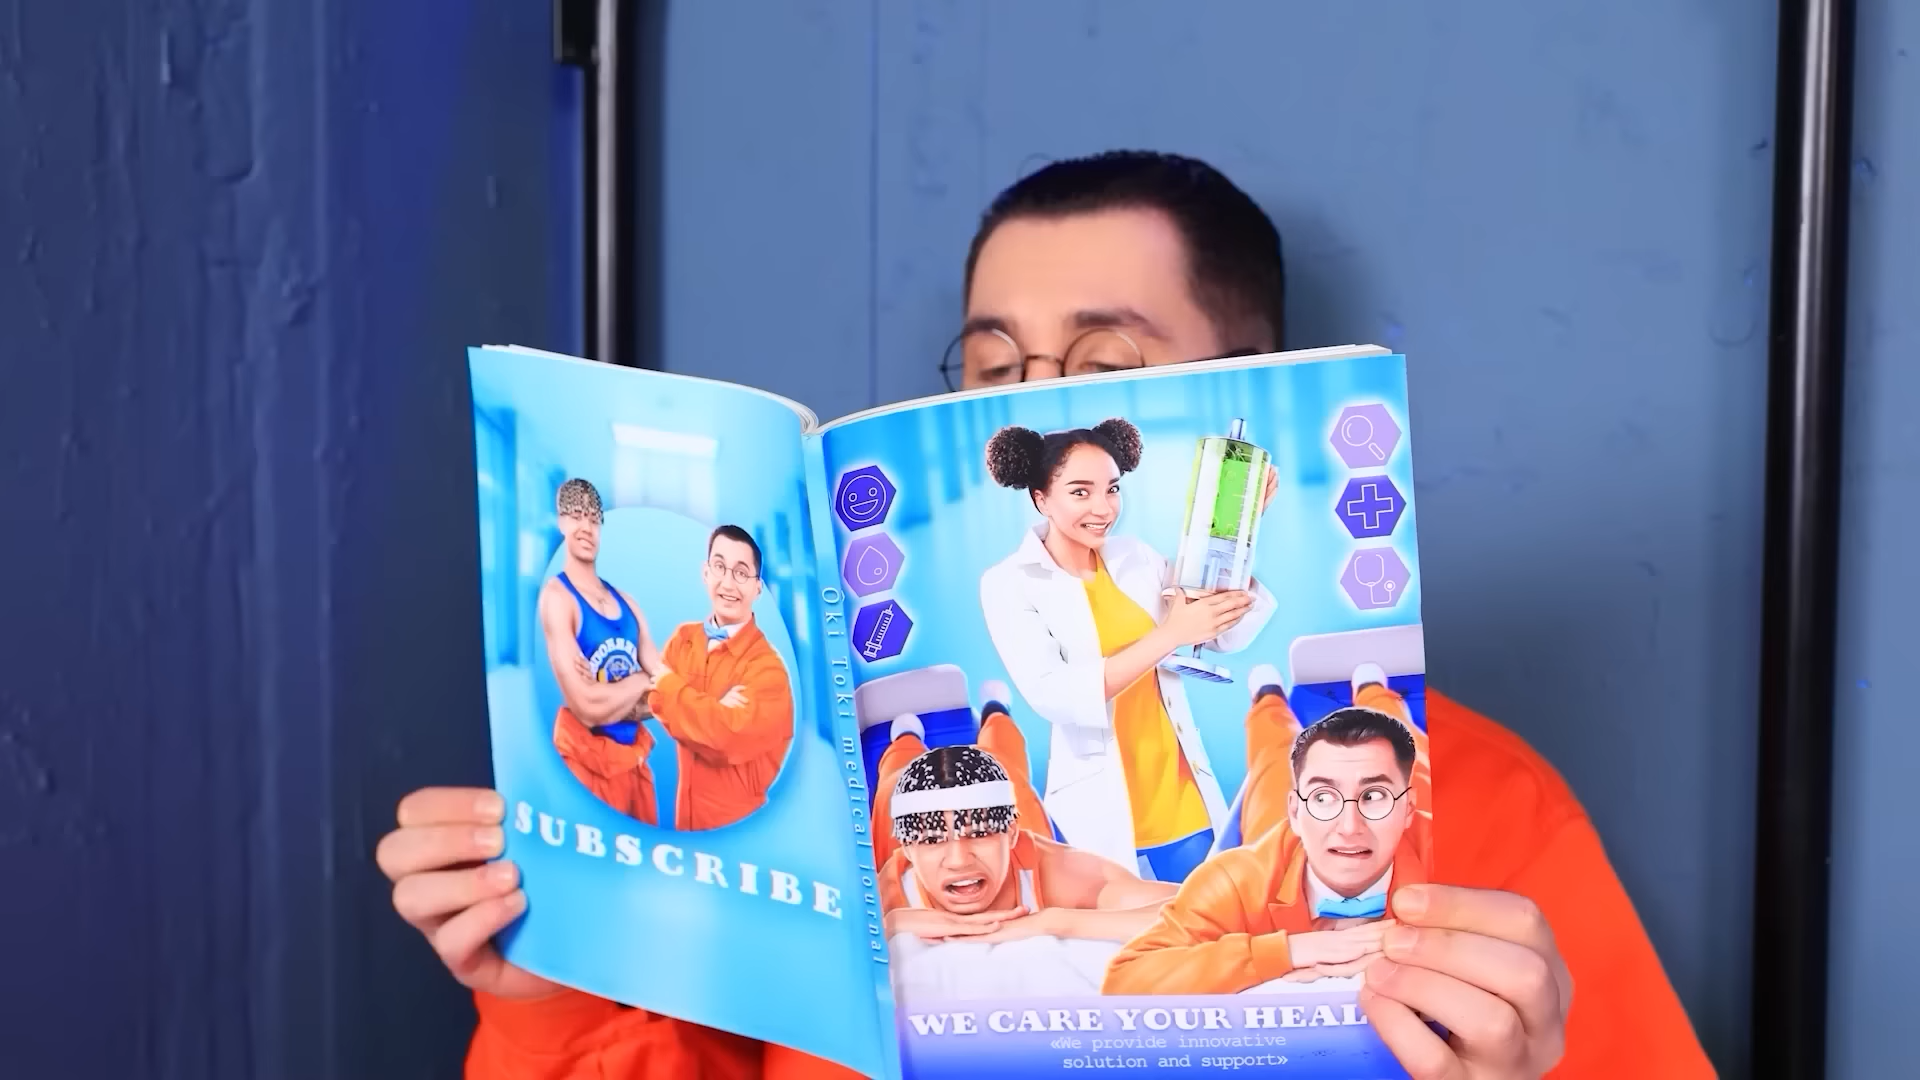 SUBSCRIBE
Oki Toki medical journal
WE CARE YOUR HEAL
«We provide innovative
solution and support»